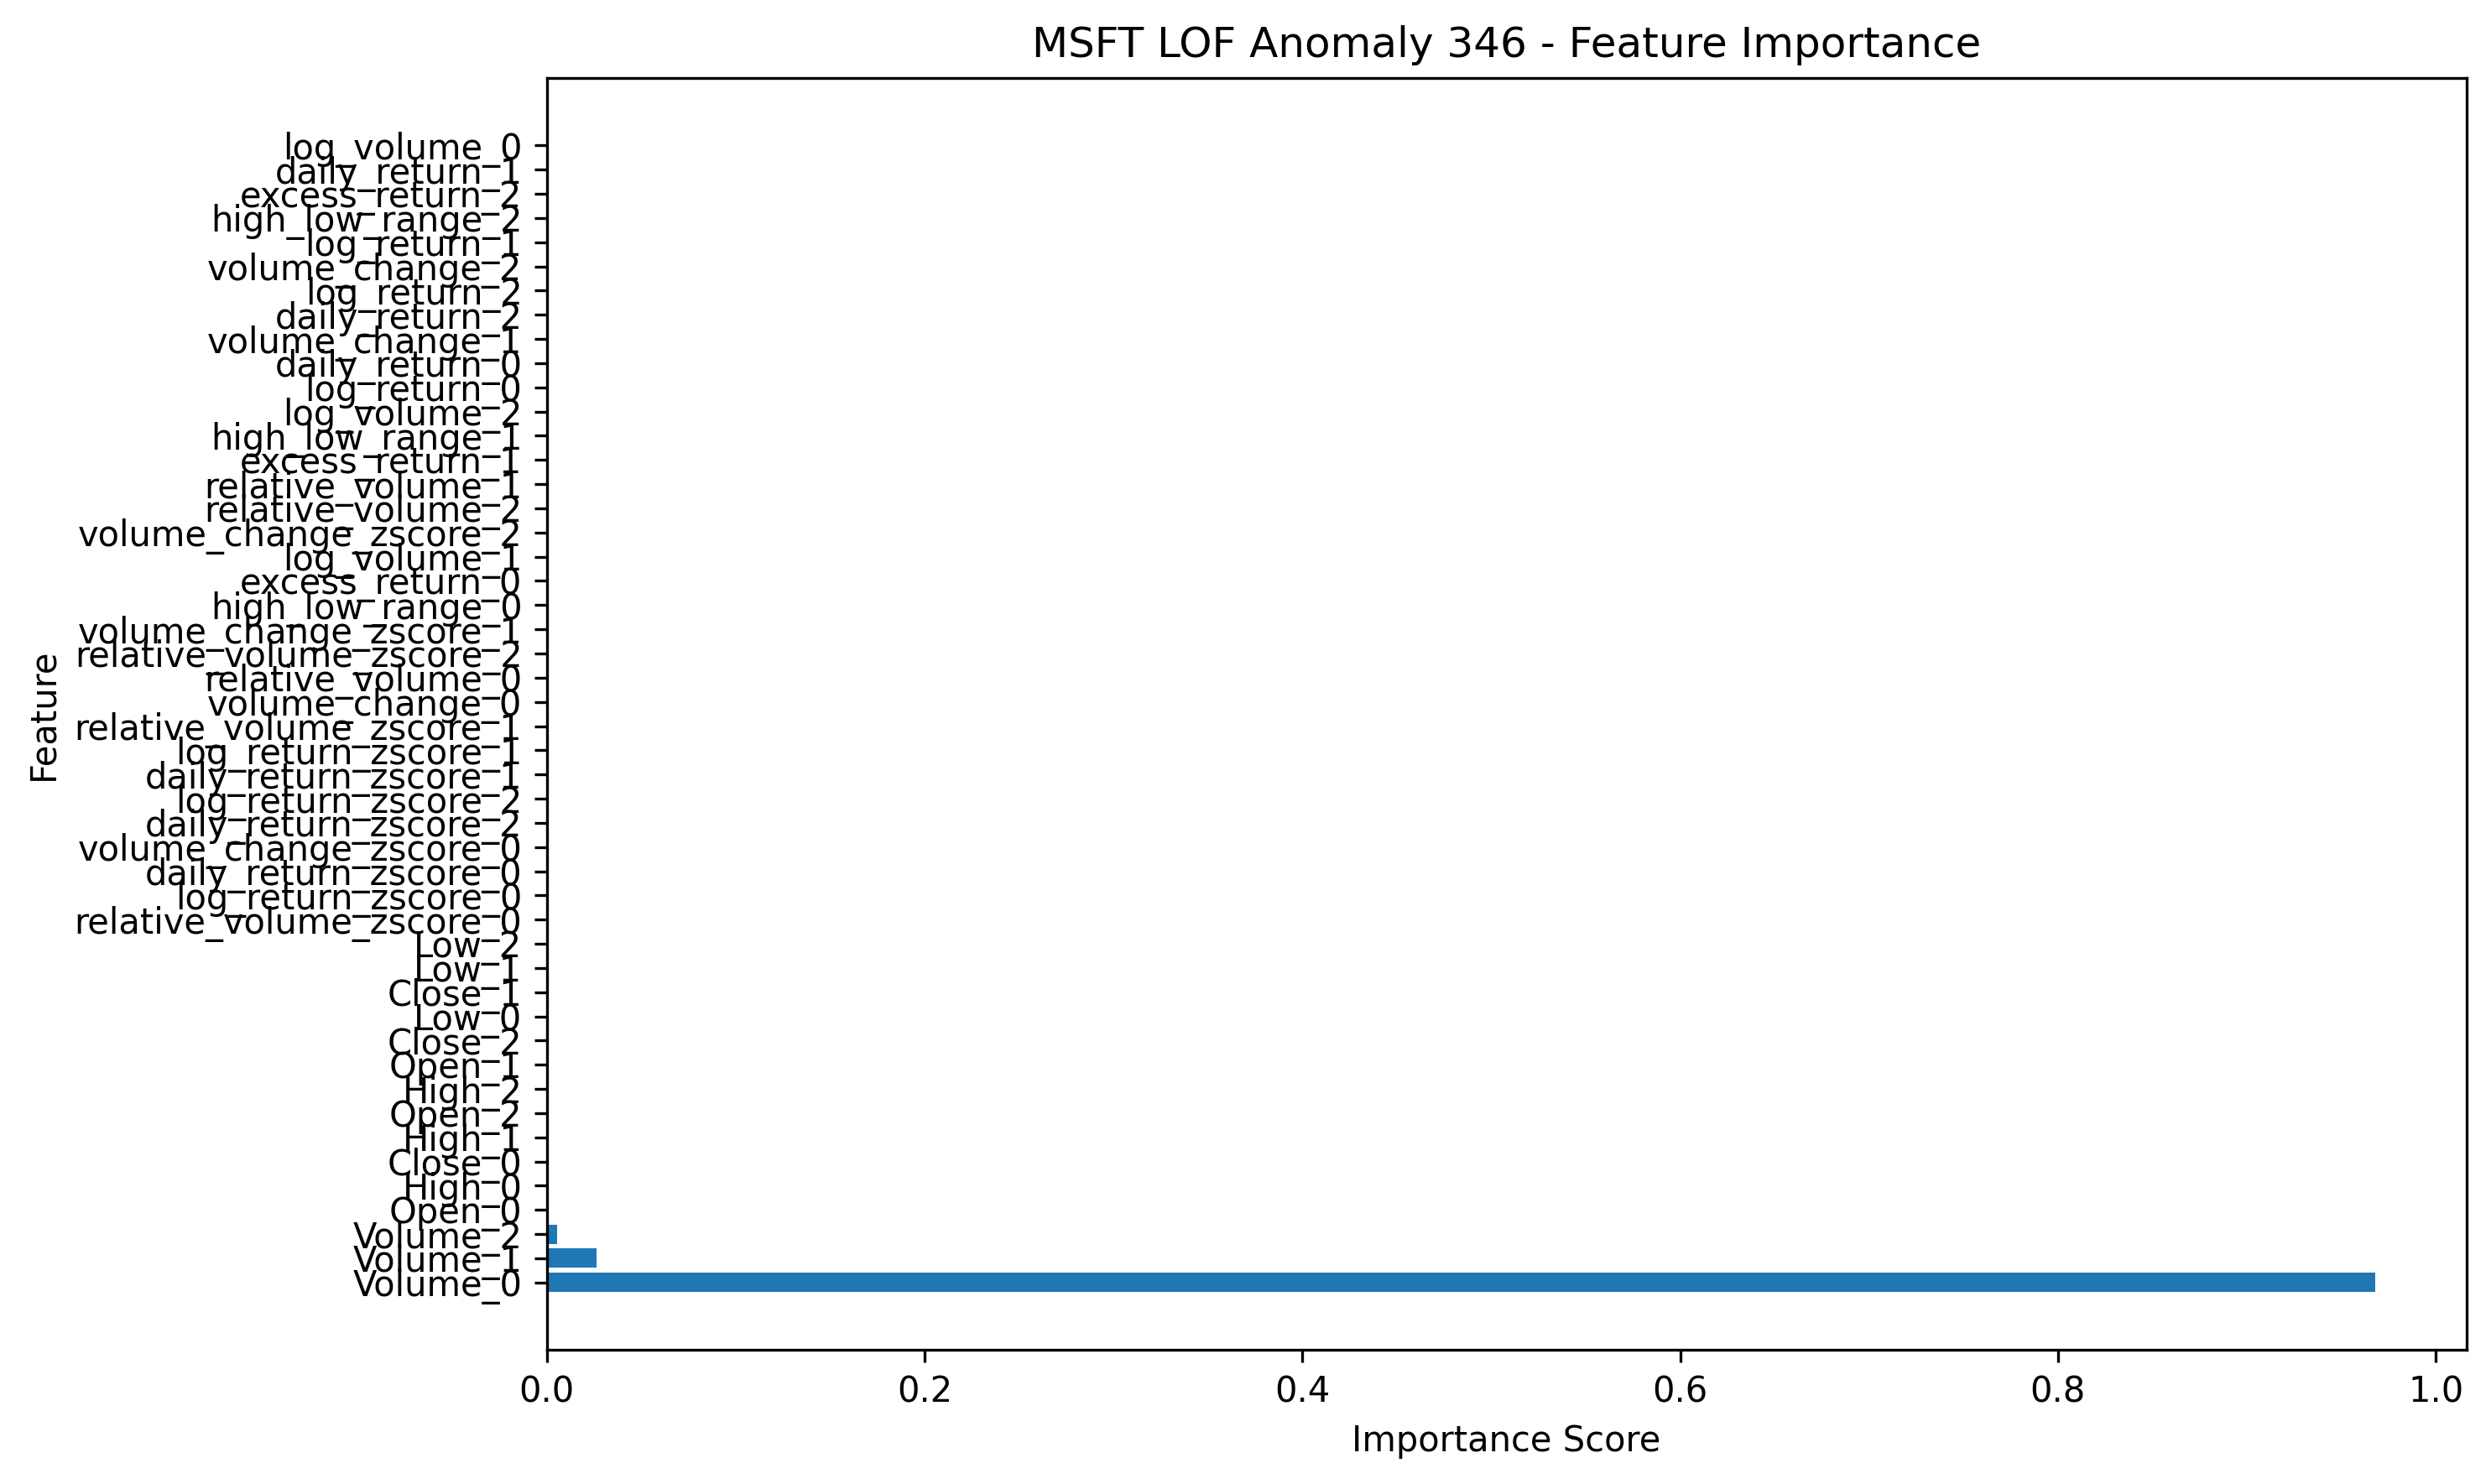 MSFT LOF Anomaly 346 - Feature Importance
log_volume_0
daily_return_1
excess_return_2
high_low_range_2
log_return_1
volume_change_2
log_return_2
daily_return_2
volume_change_1
daily_return_0
log_return_0
log_volume_2
high_low_range_1
excess_return_1
relative_volume_1
relative_volume_2
volume_change_zscore_2
log_volume_1
excess_return_0
high_low_range_0
volume_change_zscore_1
relative_volume_zscore_2
relative_volume_0
volume_change_0
relative_volume_zscore_1
log_return_zscore_1
daily_return_zscore_1
log_return_zscore_2
daily_return_zscore_2
volume_change_zscore_0
daily_return_zscore_0
log_return_zscore_0
relative_volume_zscore_0
Low_2
Low_1
Close_1
Low_0
Close_2
Open_1
High_2
Open_2
High_1
Close_0
High_0
Open_0
Volume_2
Volume_1
Volume_0
Feature
0.0 0.2 0.4 0.6 0.8 1.0
Importance Score